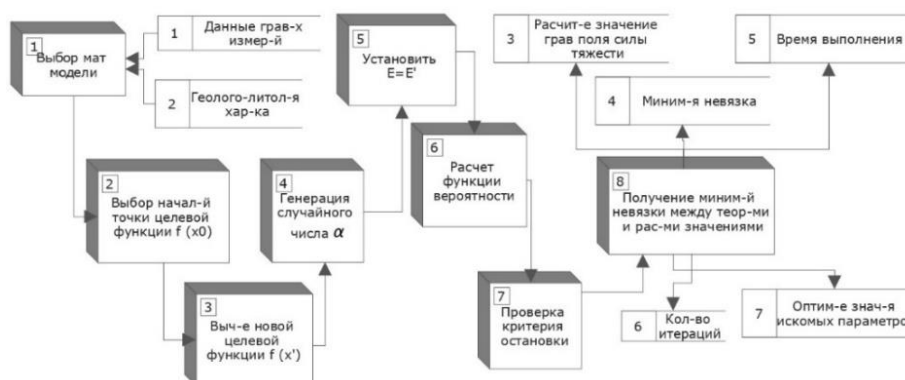 1
Выбор мат
модели
1
Данные грав-х
измер-й
2
Геолого-литол-я
хар-ка
2
Выбор начал-й
точки целевой
функции f (x0)
3
Выч-е новой
целевой
функции f (x')
4
Генерация
случайного
числа α
5
Установить
E=E'
6
Расчет
функции
вероятности
7
Проверка
критерия
остановки
8
Получение миним-й
невязки между теор-ми
и рас-ми значениями
3
Расчит-е значение
грав поля силы
тяжести
4
Миним-я невязка
5
Время выполнения
6
Кол-во
итераций
7
Оптим-е знач-я
искомых параметро